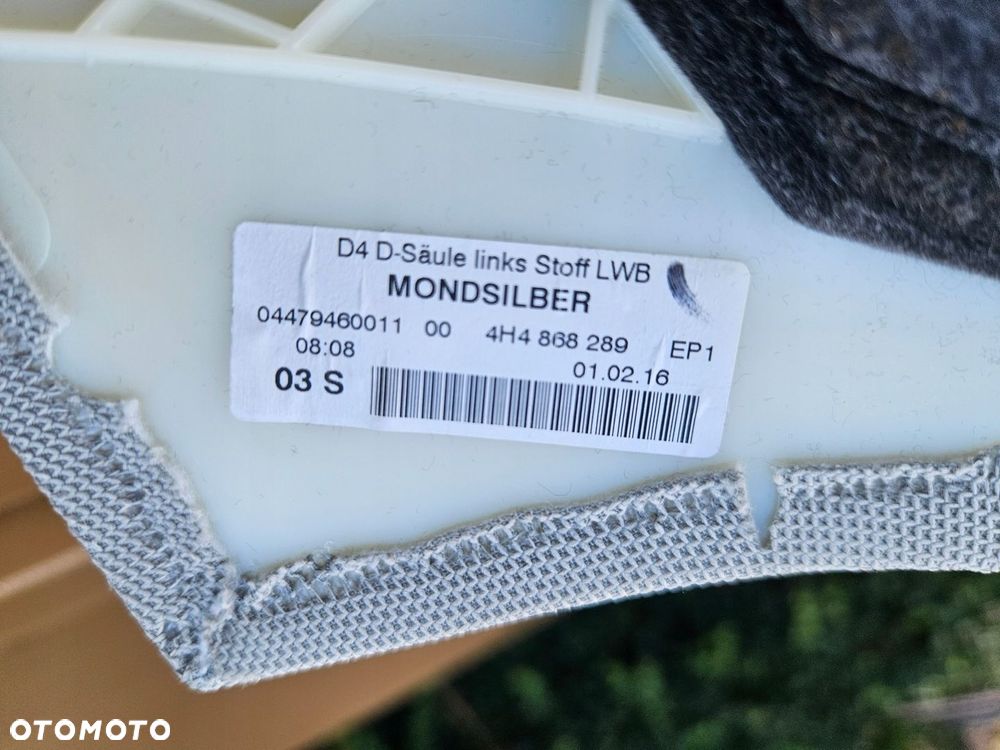 D4 D-Säule links Stoff LWB
MONDSILBER
04479460011 00 4H4 868 289 EP1
08:08 01.02.16
03 S
OTOMOTO